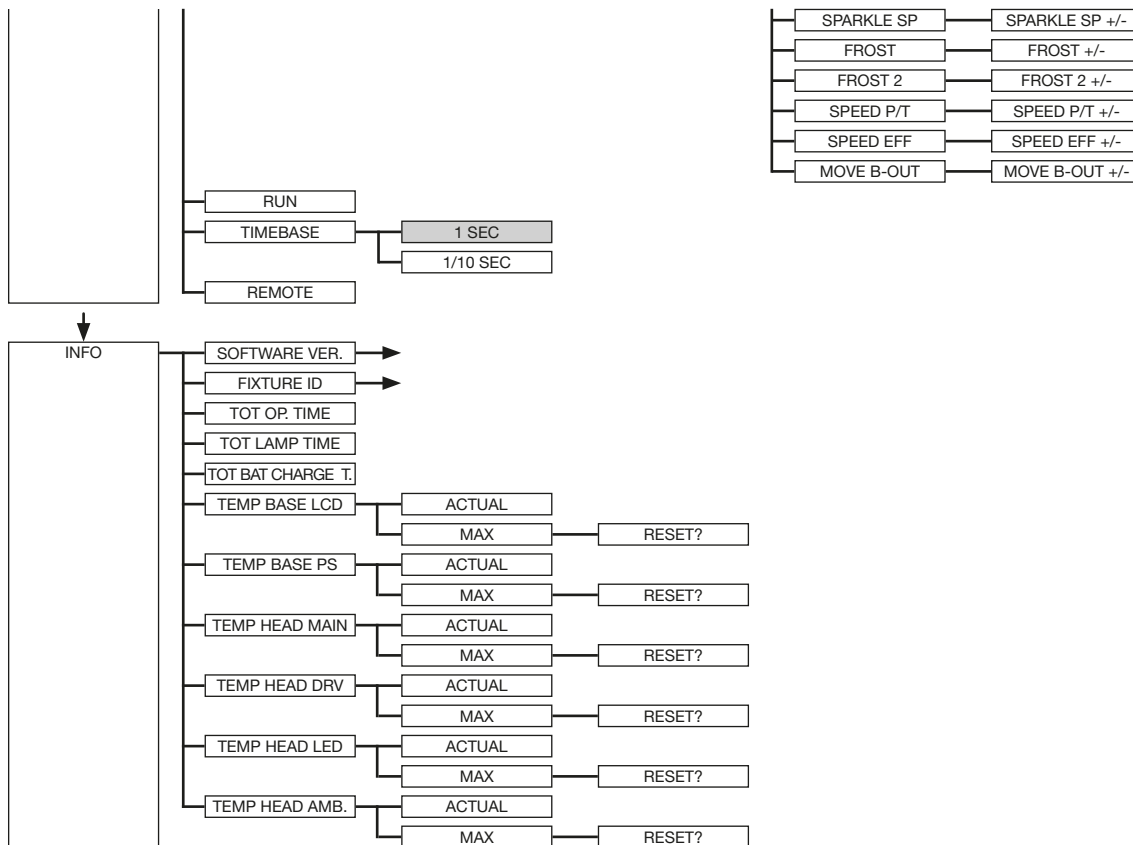 SPARKLE SP SPARKLE SP +/-
FROST FROST +/-
FROST 2 FROST 2 +/-
SPEED P/T SPEED P/T +/-
SPEED EFF SPEED EFF +/-
MOVE B-OUT MOVE B-OUT +/-
RUN
TIMEBASE 1 SEC
1/10 SEC
REMOTE
INFO SOFTWARE VER.
FIXTURE ID
TOT OP. TIME
TOT LAMP TIME
TOT BAT CHARGE T.
TEMP BASE LCD ACTUAL
MAX RESET?
TEMP BASE PS ACTUAL
MAX RESET?
TEMP HEAD MAIN ACTUAL
MAX RESET?
TEMP HEAD DRV ACTUAL
MAX RESET?
TEMP HEAD LED ACTUAL
MAX RESET?
TEMP HEAD AMB. ACTUAL
MAX RESET?